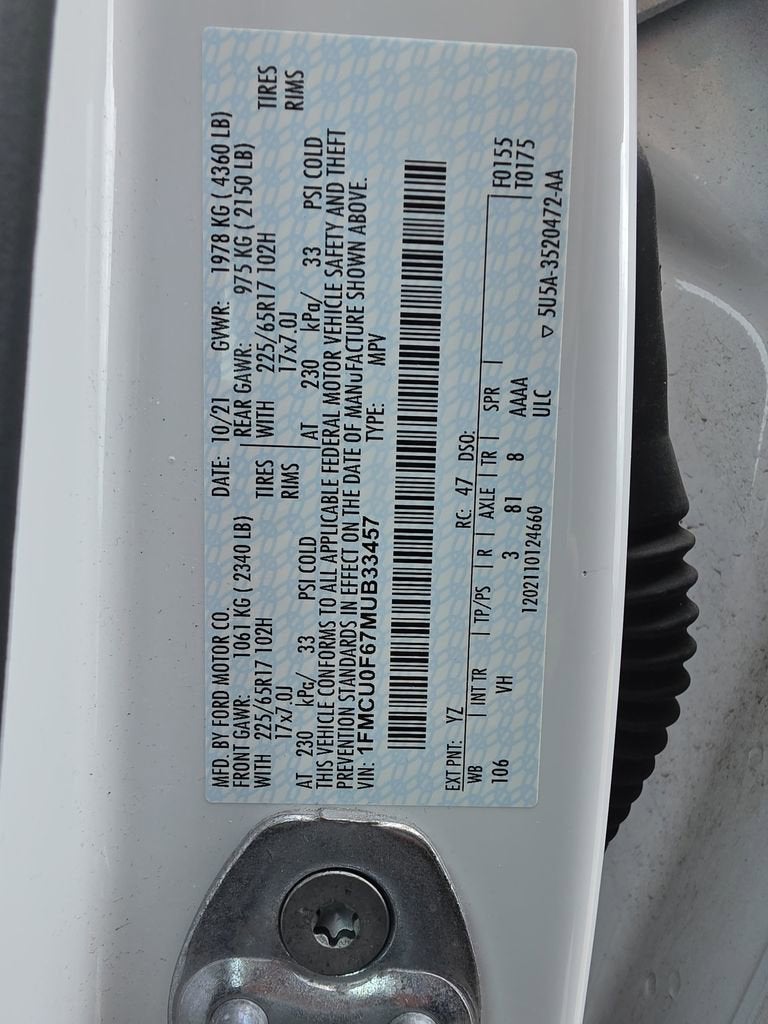 MFD. BY FORD MOTOR CO. DATE: 10/21 GVWR: 1978 KG ( 4360 LB)
FRONT GAWR: 1061 KG ( 2340 LB) REAR GAWR: 975 KG ( 2150 LB)
WITH 225/65R17 102H TIRES WITH 225/65R17 102H TIRES
17x7.0J RIMS 17x7.0J RIMS
AT 230 kPa/ 33 PSI COLD AT 230 kPa/ 33 PSI COLD
THIS VEHICLE CONFORMS TO ALL APPLICABLE FEDERAL MOTOR VEHICLE SAFETY AND THEFT
PREVENTION STANDARDS IN EFFECT ON THE DATE OF MANUFACTURE SHOWN ABOVE.
VIN: 1FMCU0F67MUB33457 TYPE: MPV
EXT PNT: YZ RC: 47 DSO: F0155
WB INT TR TP/PS R AXLE TR SPR T0175
106 VH 3 81 8 AAAA
1202110124660 ULC
▽ 5U5A-3520472-AA